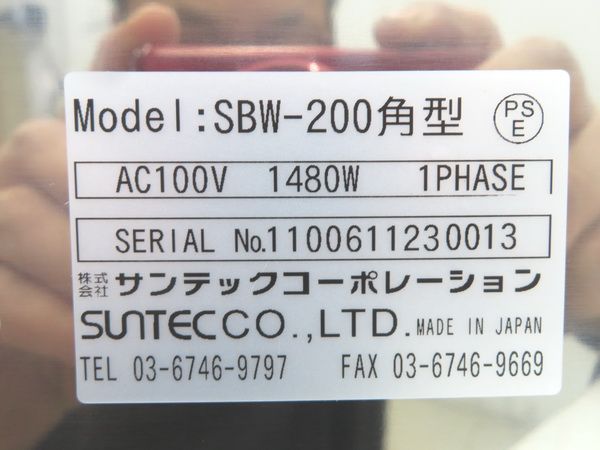 Model:SBW-200角型 PSE
AC100V 1480W 1PHASE
SERIAL No.1100611230013
株式会社 サンテックコーポレーション
SUNTEC CO.,LTD. MADE IN JAPAN
TEL 03-6746-9797 FAX 03-6746-9669